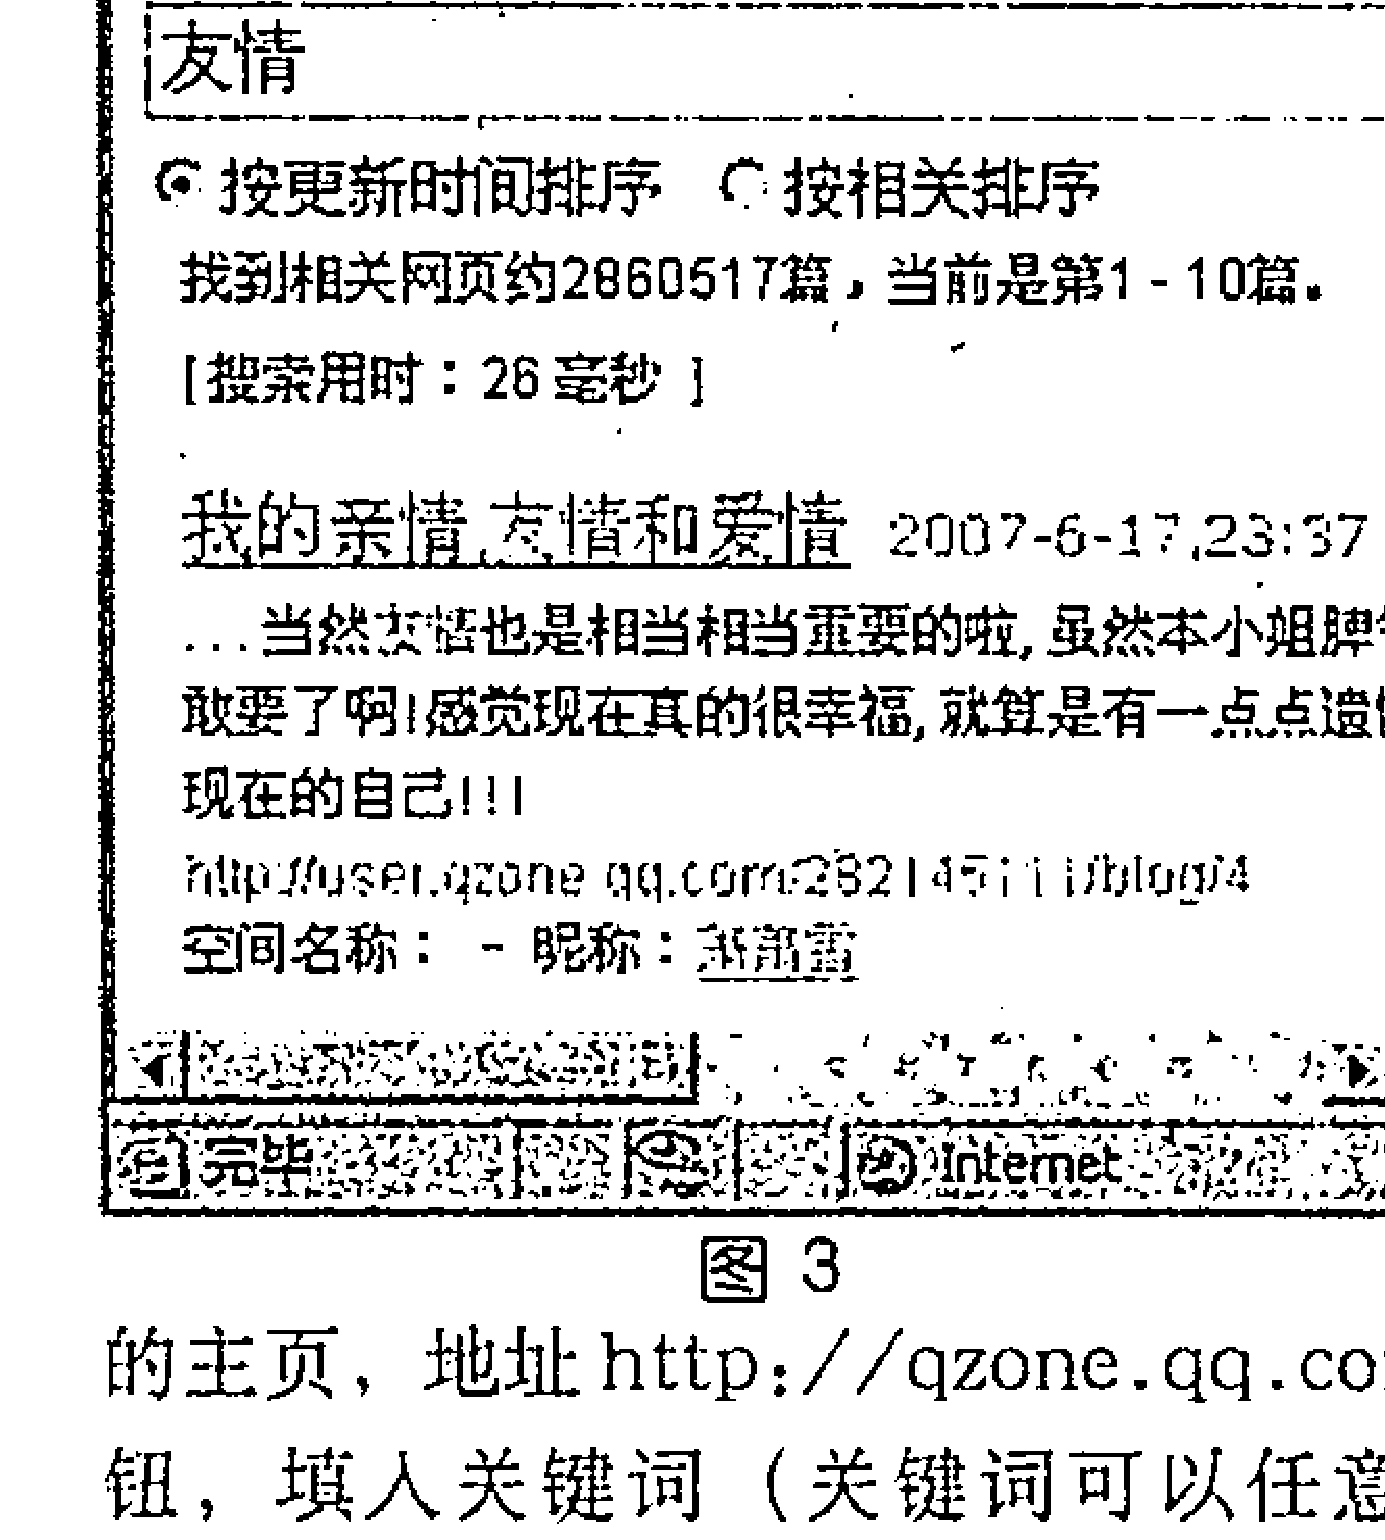 友情
按更新时间排序 按相关排序
找到相关网页约2860517篇，当前是第1-10篇。
[搜索用时：26毫秒 ]
我的亲情,友情和爱情 2007-6-17,23:37
...当然友情也是相当相当重要的啦,虽然本小姐脾
敢要了啊!感觉现在真的很幸福,就算是有一点点遗
现在的自己!!!
空间名称： - 昵称：
完毕 Internet
图 3
的主页，地址http://qzone.qq.co
钮，填入关键词（关键词可以任意